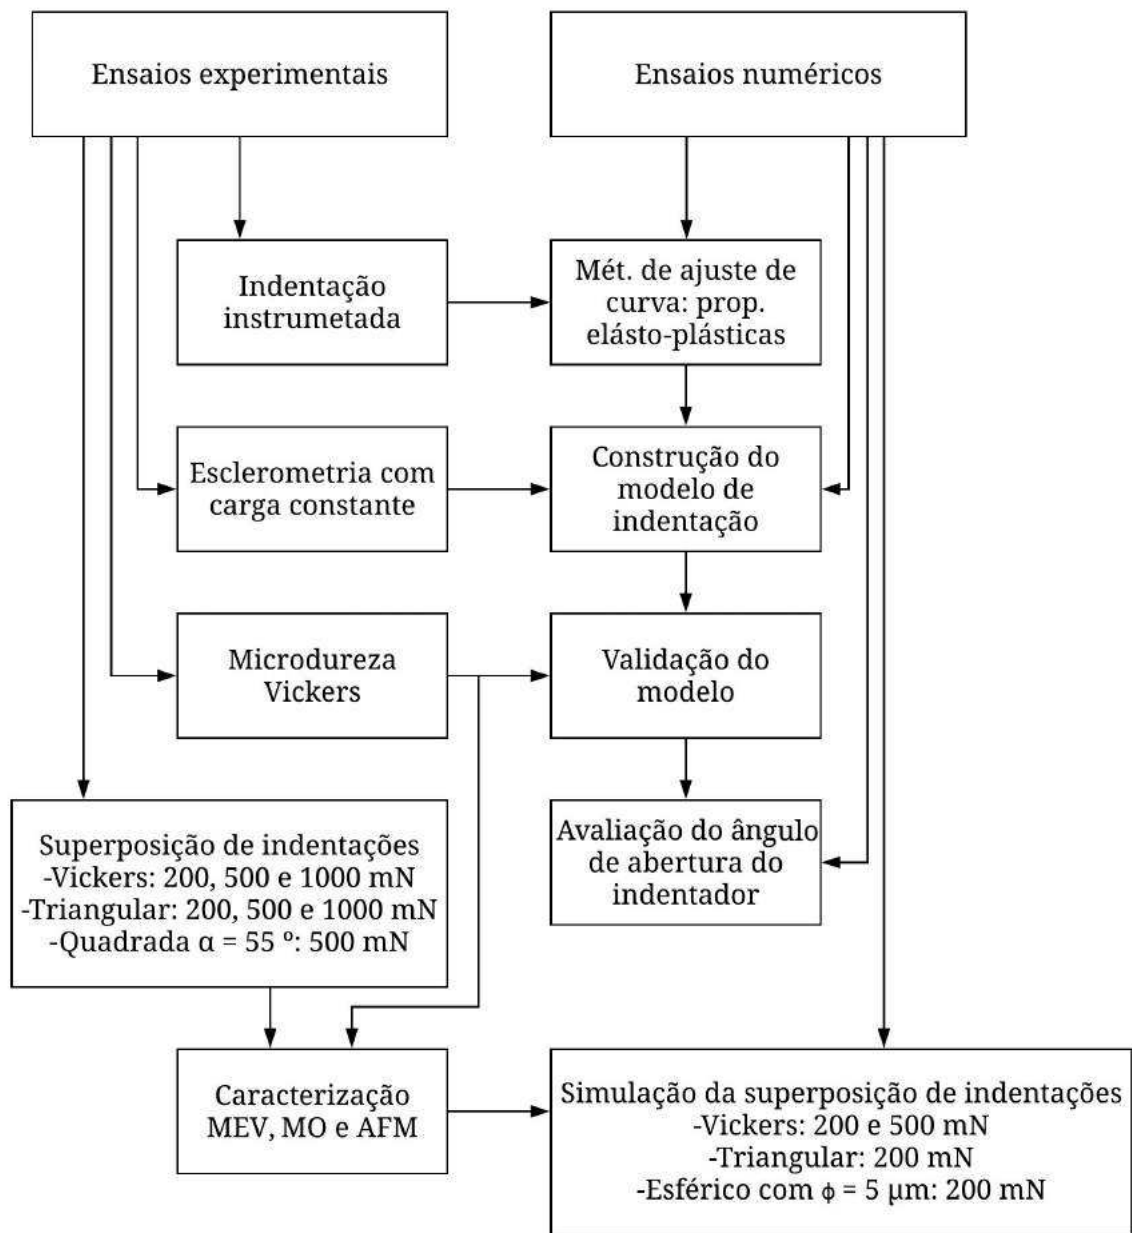 Ensaios experimentais
Ensaios numéricos
Indentação
instrumetada
Mét. de ajuste de
curva: prop.
elásto-plásticas
Esclerometria com
carga constante
Construção do
modelo de
indentação
Microdureza
Vickers
Validação do
modelo
Superposição de indentações
-Vickers: 200, 500 e 1000 mN
-Triangular: 200, 500 e 1000 mN
-Quadrada α = 55 º: 500 mN
Avaliação do ângulo
de abertura do
indentador
Caracterização
MEV, MO e AFM
Simulação da superposição de indentações
-Vickers: 200 e 500 mN
-Triangular: 200 mN
-Esférico com ϕ = 5 μm: 200 mN